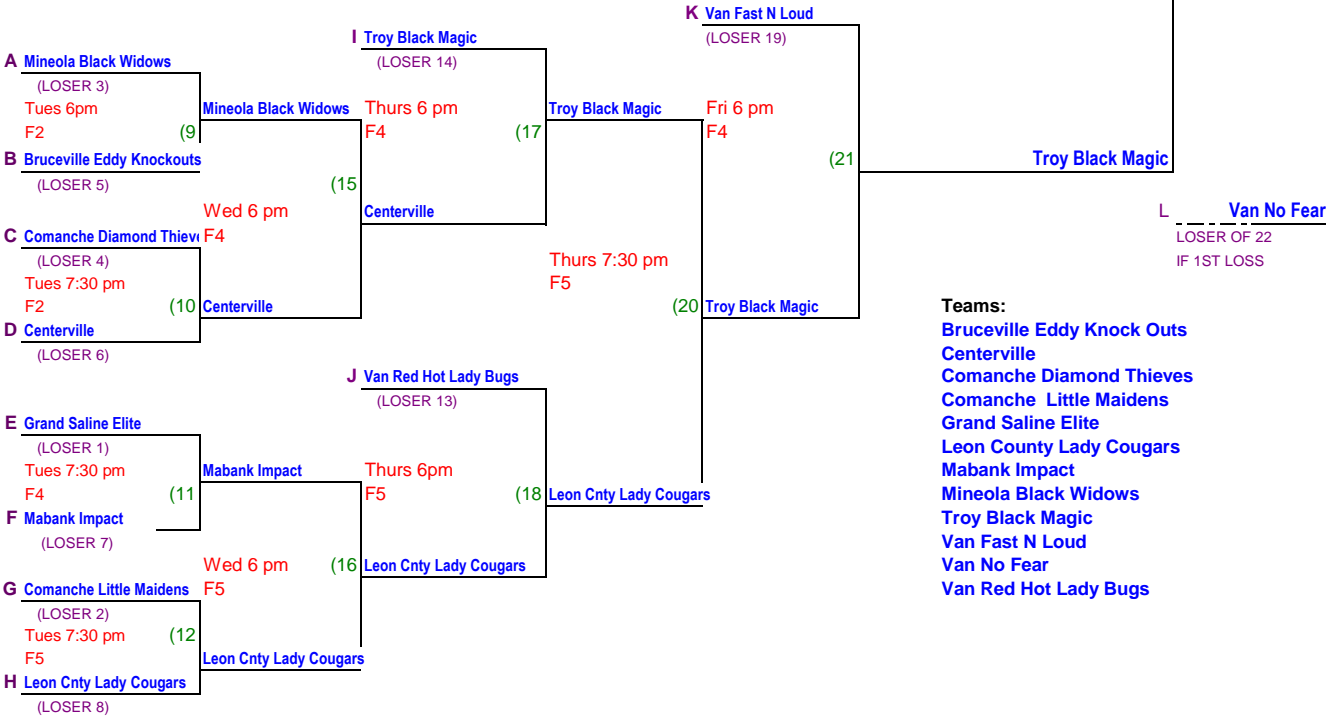 K Van Fast N Loud
(LOSER 19)
I Troy Black Magic
(LOSER 14)
A Mineola Black Widows
(LOSER 3)
Tues 6pm
F2 (9
Mineola Black Widows
Thurs 6 pm
F4 (17
Troy Black Magic
Fri 6 pm
F4
(21
Troy Black Magic
B Bruceville Eddy Knockouts
(LOSER 5)
(15
Wed 6 pm
F4
Centerville
L Van No Fear
LOSER OF 22
IF 1ST LOSS
C Comanche Diamond Thieve
(LOSER 4)
Tues 7:30 pm
F2 (10
Centerville
Thurs 7:30 pm
F5
(20
Troy Black Magic
D Centerville
(LOSER 6)
J Van Red Hot Lady Bugs
(LOSER 13)
E Grand Saline Elite
(LOSER 1)
Tues 7:30 pm
F4 (11
Mabank Impact
Thurs 6pm
F5 (18
Leon Cnty Lady Cougars
F Mabank Impact
(LOSER 7)
Wed 6 pm
F5
(16
Leon Cnty Lady Cougars
G Comanche Little Maidens
(LOSER 2)
Tues 7:30 pm (12
F5
Leon Cnty Lady Cougars
H Leon Cnty Lady Cougars
(LOSER 8)
Teams:
Bruceville Eddy Knock Outs
Centerville
Comanche Diamond Thieves
Comanche  Little Maidens
Grand Saline Elite
Leon County Lady Cougars
Mabank Impact
Mineola Black Widows
Troy Black Magic
Van Fast N Loud
Van No Fear
Van Red Hot Lady Bugs